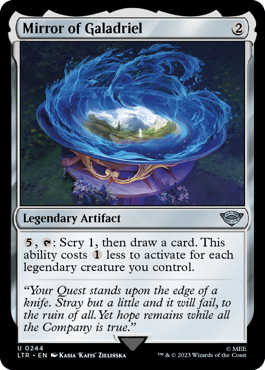 Mirror of Galadriel 2
Legendary Artifact
5, T: Scry 1, then draw a card. This
ability costs 1 less to activate for each
legendary creature you control.
“Your Quest stands upon the edge of a
knife. Stray but a little and it will fail, to
the ruin of all. Yet hope remains while all
the Company is true.”
U 0244
LTR • EN KASIA ‘KAFIS’ ZIELIŃSKA
© MEE
™ & © 2023 Wizards of the Coast